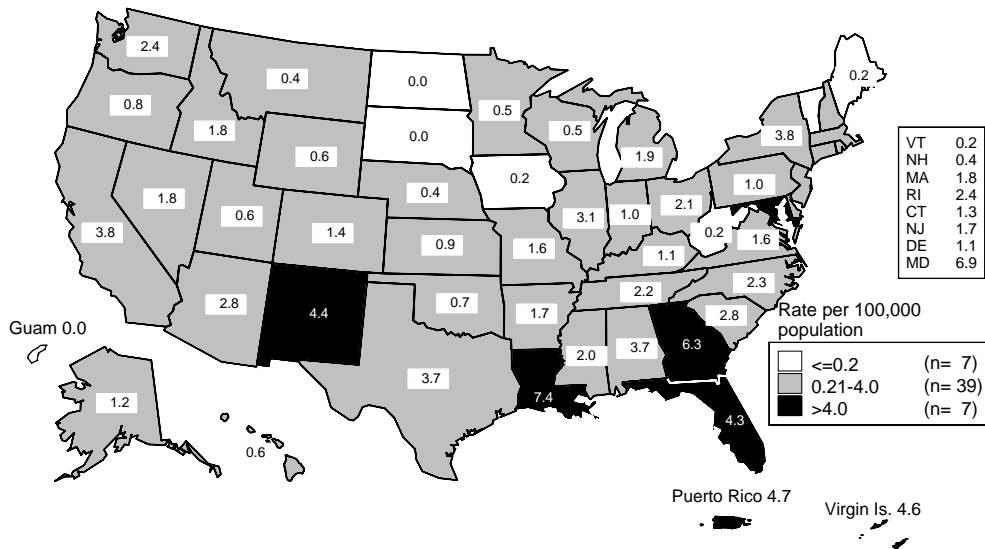 2.4
0.4
0.0
0.2
0.8
0.5
0.5
3.8
1.8
0.0
0.6
1.9
VT 0.2
NH 0.4
MA 1.8
RI 2.4
CT 1.3
NJ 1.7
DE 1.1
MD 6.9
0.2
1.0
0.4
1.8
0.6
2.1
3.1
1.0
3.8
1.4
0.2
1.6
0.9
1.6
1.1
2.3
2.2
2.8
0.7
4.4
1.7
2.8
Rate per 100,000
population
Guam 0.0
6.3
3.7
2.0
<=0.2 (n= 7)
0.21-4.0 (n= 39)
>4.0 (n= 7)
3.7
7.4
1.2
4.3
0.6
Puerto Rico 4.7
Virgin Is. 4.6